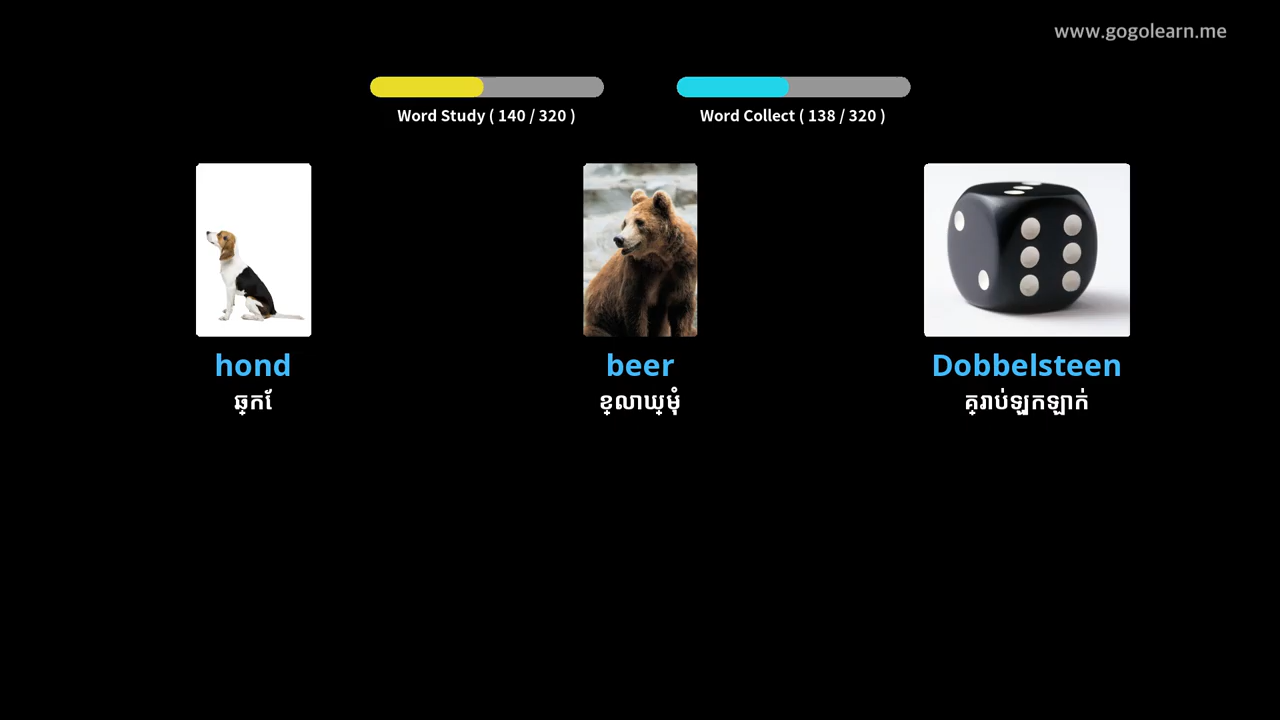 www.gogolearn.me
Word Study ( 140 / 320 )
Word Collect ( 138 / 320 )
hond
beer
Dobbelsteen
ឆ្កែ
ខ្លាឃ្មុំ
គ្រាប់ឡុកឡាក់